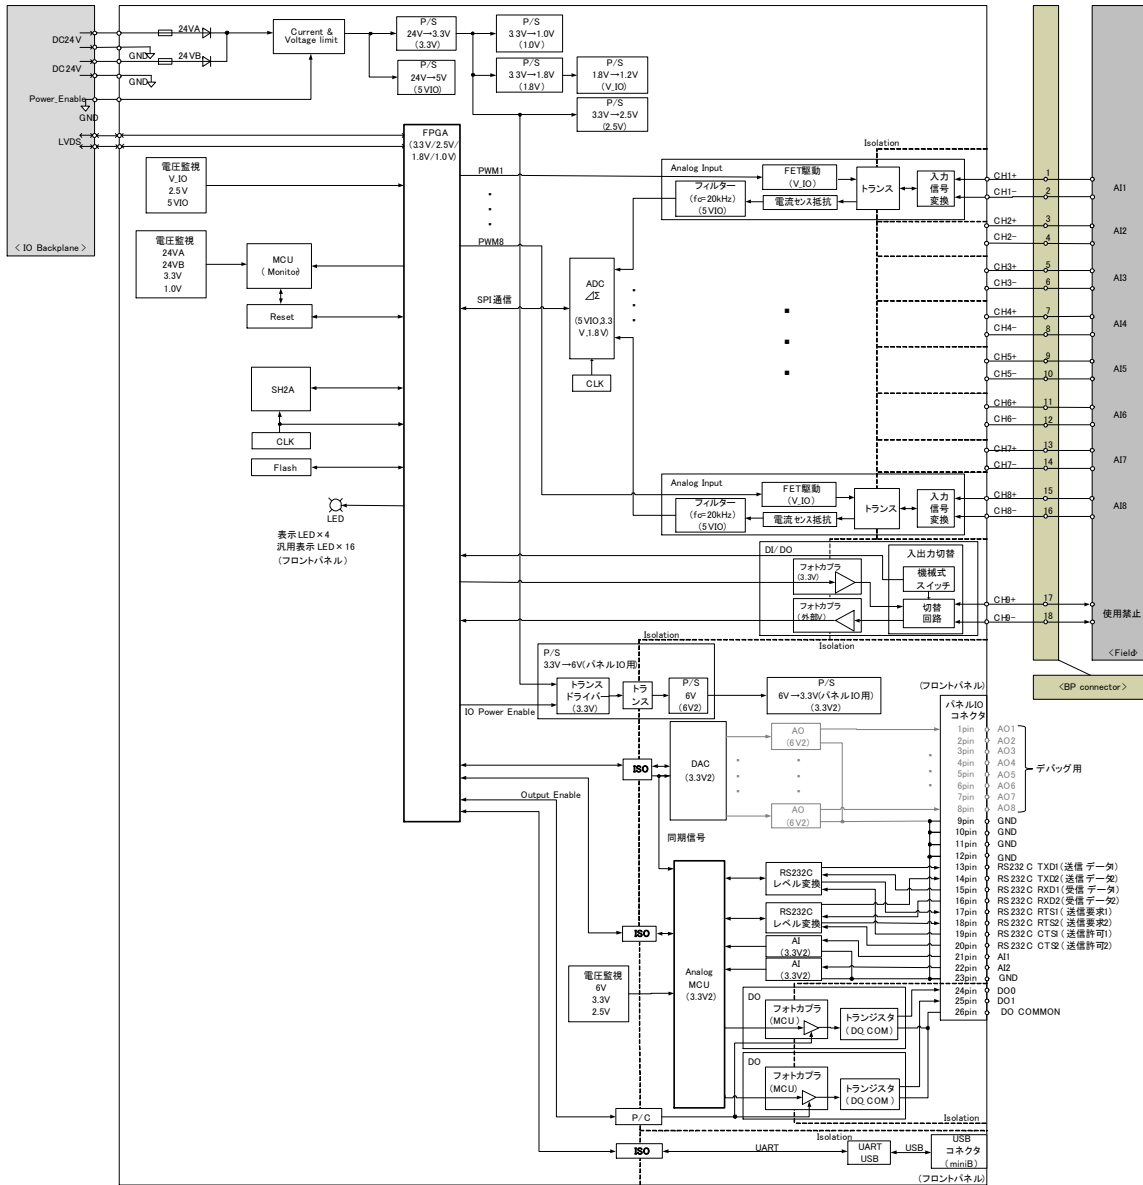 DC24V
24VA
GND
DC24V
24VB
GND
Power_Enable
GND
LVDS
< IO Backplane >
Current &
Voltage limit
P/S
24V→3.3V
(3.3V)
P/S
3.3V→1.0V
(1.0V)
P/S
24V→5V
(5VIO)
P/S
3.3V→1.8V
(1.8V)
P/S
1.8V→1.2V
(V_IO)
P/S
3.3V→2.5V
(2.5V)
FPGA
(3.3V/2.5V/
1.8V/1.0V)
電圧監視
V_IO
2.5V
5VIO
電圧監視
24VA
24VB
3.3V
1.0V
MCU
(Monitor)
Reset
SH2A
CLK
Flash
LED
表示LED×4
汎用表示LED×16
(フロントパネル)
PWM1
PWM8
SPI通信
ADC
⊿Σ
(5VIO,3.3
V,1.8V)
CLK
Isolation
Analog Input
フィルター
(fc=20kHz)
(5VIO)
FET駆動
(V_IO)
電流センス抵抗
トランス
入力
信号
変換
Analog Input
フィルター
(fc=20kHz)
(5VIO)
FET駆動
(V_IO)
電流センス抵抗
トランス
入力
信号
変換
CH1+ 1
CH1- 2
AI1
CH2+ 3
CH2- 4
AI2
CH3+ 5
CH3- 6
AI3
CH4+ 7
CH4- 8
AI4
CH5+ 9
CH5- 10
AI5
CH6+ 11
CH6- 12
AI6
CH7+ 13
CH7- 14
AI7
CH8+ 15
CH8- 16
AI8
CH9+ 17
CH9- 18
使用禁止
<Field>
<BP connector>
DI/DO
フォトカプラ
(3.3V)
フォトカプラ
(外部V)
入出力切替
機械式
スイッチ
切替
回路
Isolation
Isolation
P/S
3.3V→6V(パネルIO用)
トランス
ドライバー
(3.3V)
トラ
ンス
P/S
6V
(6V2)
P/S
6V→3.3V(パネルIO用)
(3.3V2)
IO Power Enable
ISO
DAC
(3.3V2)
AO
(6V2)
AO
(6V2)
Output Enable
同期信号
ISO
Analog
MCU
(3.3V2)
電圧監視
6V
3.3V
2.5V
RS232C
レベル変換
RS232C
レベル変換
AI
(3.3V2)
AI
(3.3V2)
DO
フォトカプラ
(MCU)
トランジスタ
(DO_COM)
DO
フォトカプラ
(MCU)
トランジスタ
(DO_COM)
P/C
Isolation
Isolation
ISO
UART
UART
USB
USB
USB
コネクタ
(miniB)
(フロントパネル)
(フロントパネル)
パネルIO
コネクタ
1pin AO1
2pin AO2
3pin AO3
4pin AO4
5pin AO5
6pin AO6
7pin AO7
8pin AO8
デバッグ用
9pin GND
10pin GND
11pin GND
12pin GND
13pin RS232C TXD1(送信データ1)
14pin RS232C TXD2(送信データ2)
15pin RS232C RXD1(受信データ1)
16pin RS232C RXD2(受信データ2)
17pin RS232C RTS1(送信要求1)
18pin RS232C RTS2(送信要求2)
19pin RS232C CTS1(送信許可1)
20pin RS232C CTS2(送信許可2)
21pin AI1
22pin AI2
23pin GND
24pin DO0
25pin DO1
26pin DO COMMON